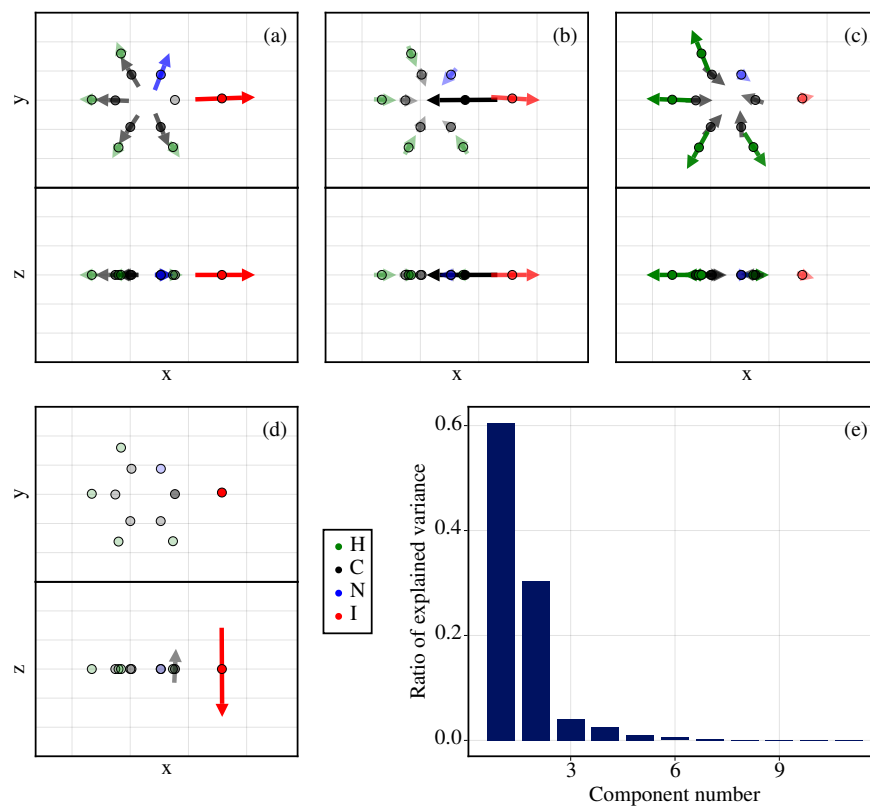 (a)
(b)
(c)
y
z
x
x
x
(d)
y
z
x
H
C
N
I
(e)
Ratio of explained variance
0.6
0.4
0.2
0.0
3
6
9
Component number